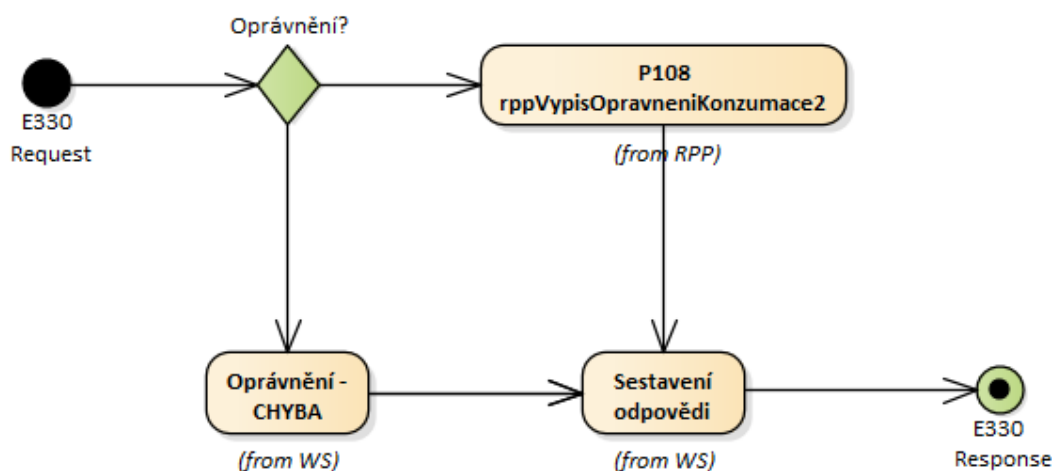 Oprávnění?
P108
rppVypisOpravneniKonzumace2
(from RPP)
E330
Request
Oprávnění -
CHYBA
(from WS)
Sestavení
odpovědi
(from WS)
E330
Response